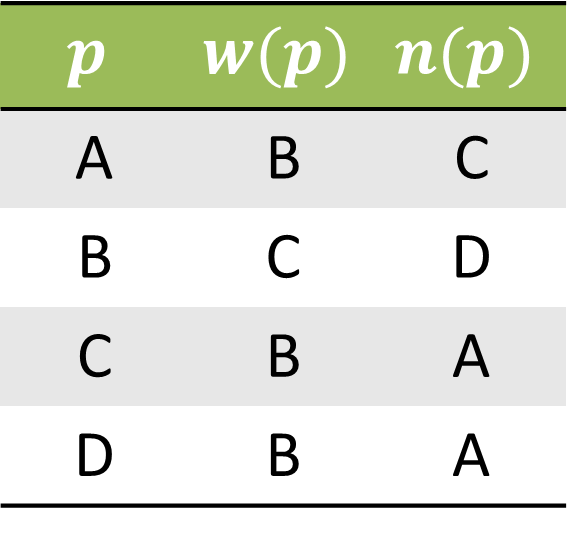 p w(p) n(p)
A B C
B C D
C B A
D B A